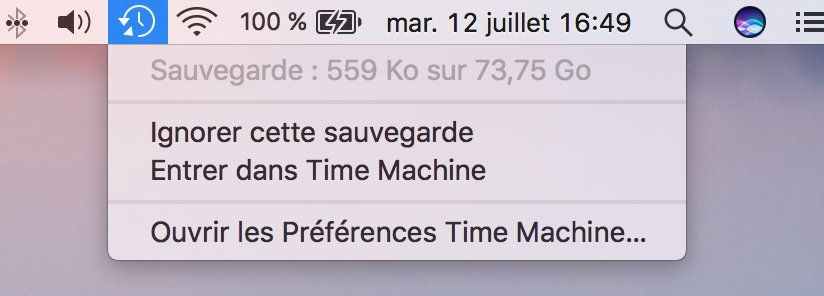 100 % mar. 12 juillet 16:49
Sauvegarde : 559 Ko sur 73,75 Go
Ignorer cette sauvegarde
Entrer dans Time Machine
Ouvrir les Préférences Time Machine...